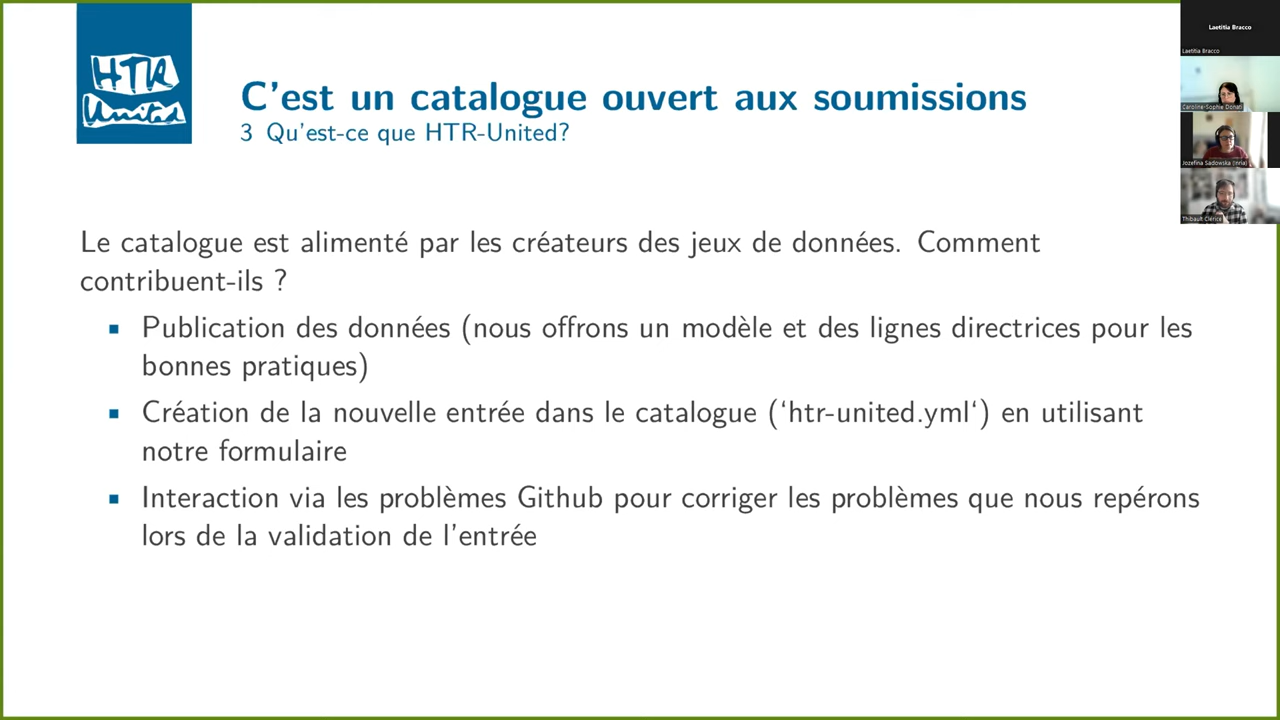 HTR
United
C'est un catalogue ouvert aux soumissions
3 Qu'est-ce que HTR-United?
Le catalogue est alimenté par les créateurs des jeux de données. Comment
contribuent-ils ?
Publication des données (nous offrons un modèle et des lignes directrices pour les
bonnes pratiques)
Création de la nouvelle entrée dans le catalogue (‘htr-united.yml‘) en utilisant
notre formulaire
Interaction via les problèmes Github pour corriger les problèmes que nous repérons
lors de la validation de l'entrée
Laetitia Bracco
Laetitia Bracco
Caroline-Sophie Donati
Jozefina Sadowska (Inria)
Thibault Clérice